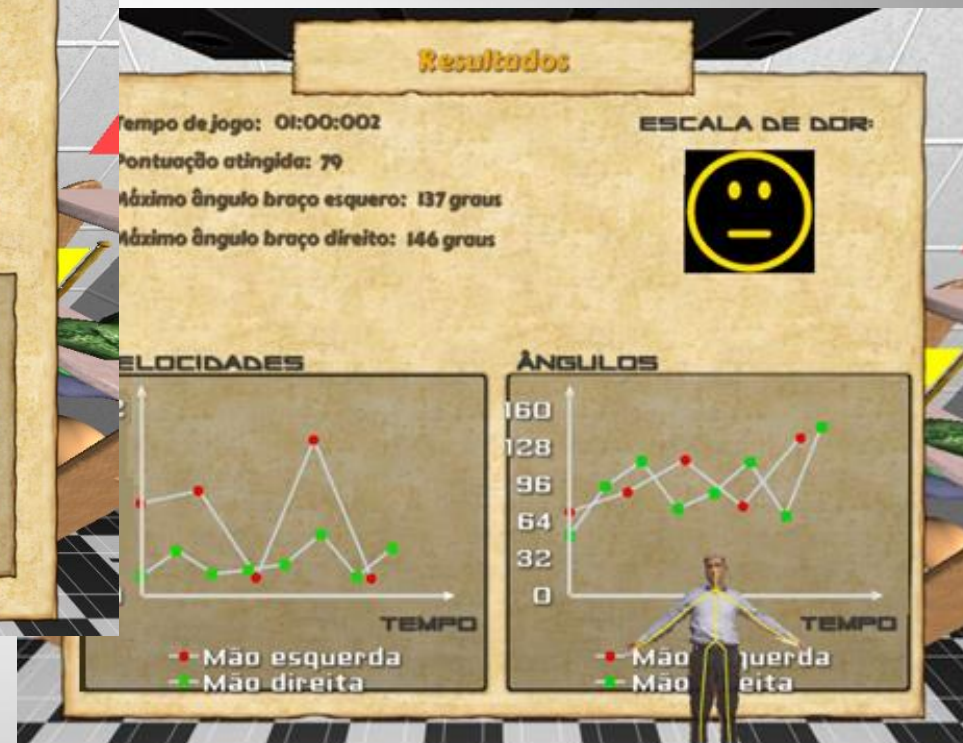 Resultados
Tempo de jogo: 01:00:002
Pontuação atingida: 79
Máximo ângulo braço esquero: 137 graus
Máximo ângulo braço direito: 146 graus
ESCALA DE DOR:
ELOCIDADES
2
TEMPO
Mão esquerda
Mão direita
ÂNGULOS
160
128
96
64
32
0
TEMPO
Mão querda
Mão eita